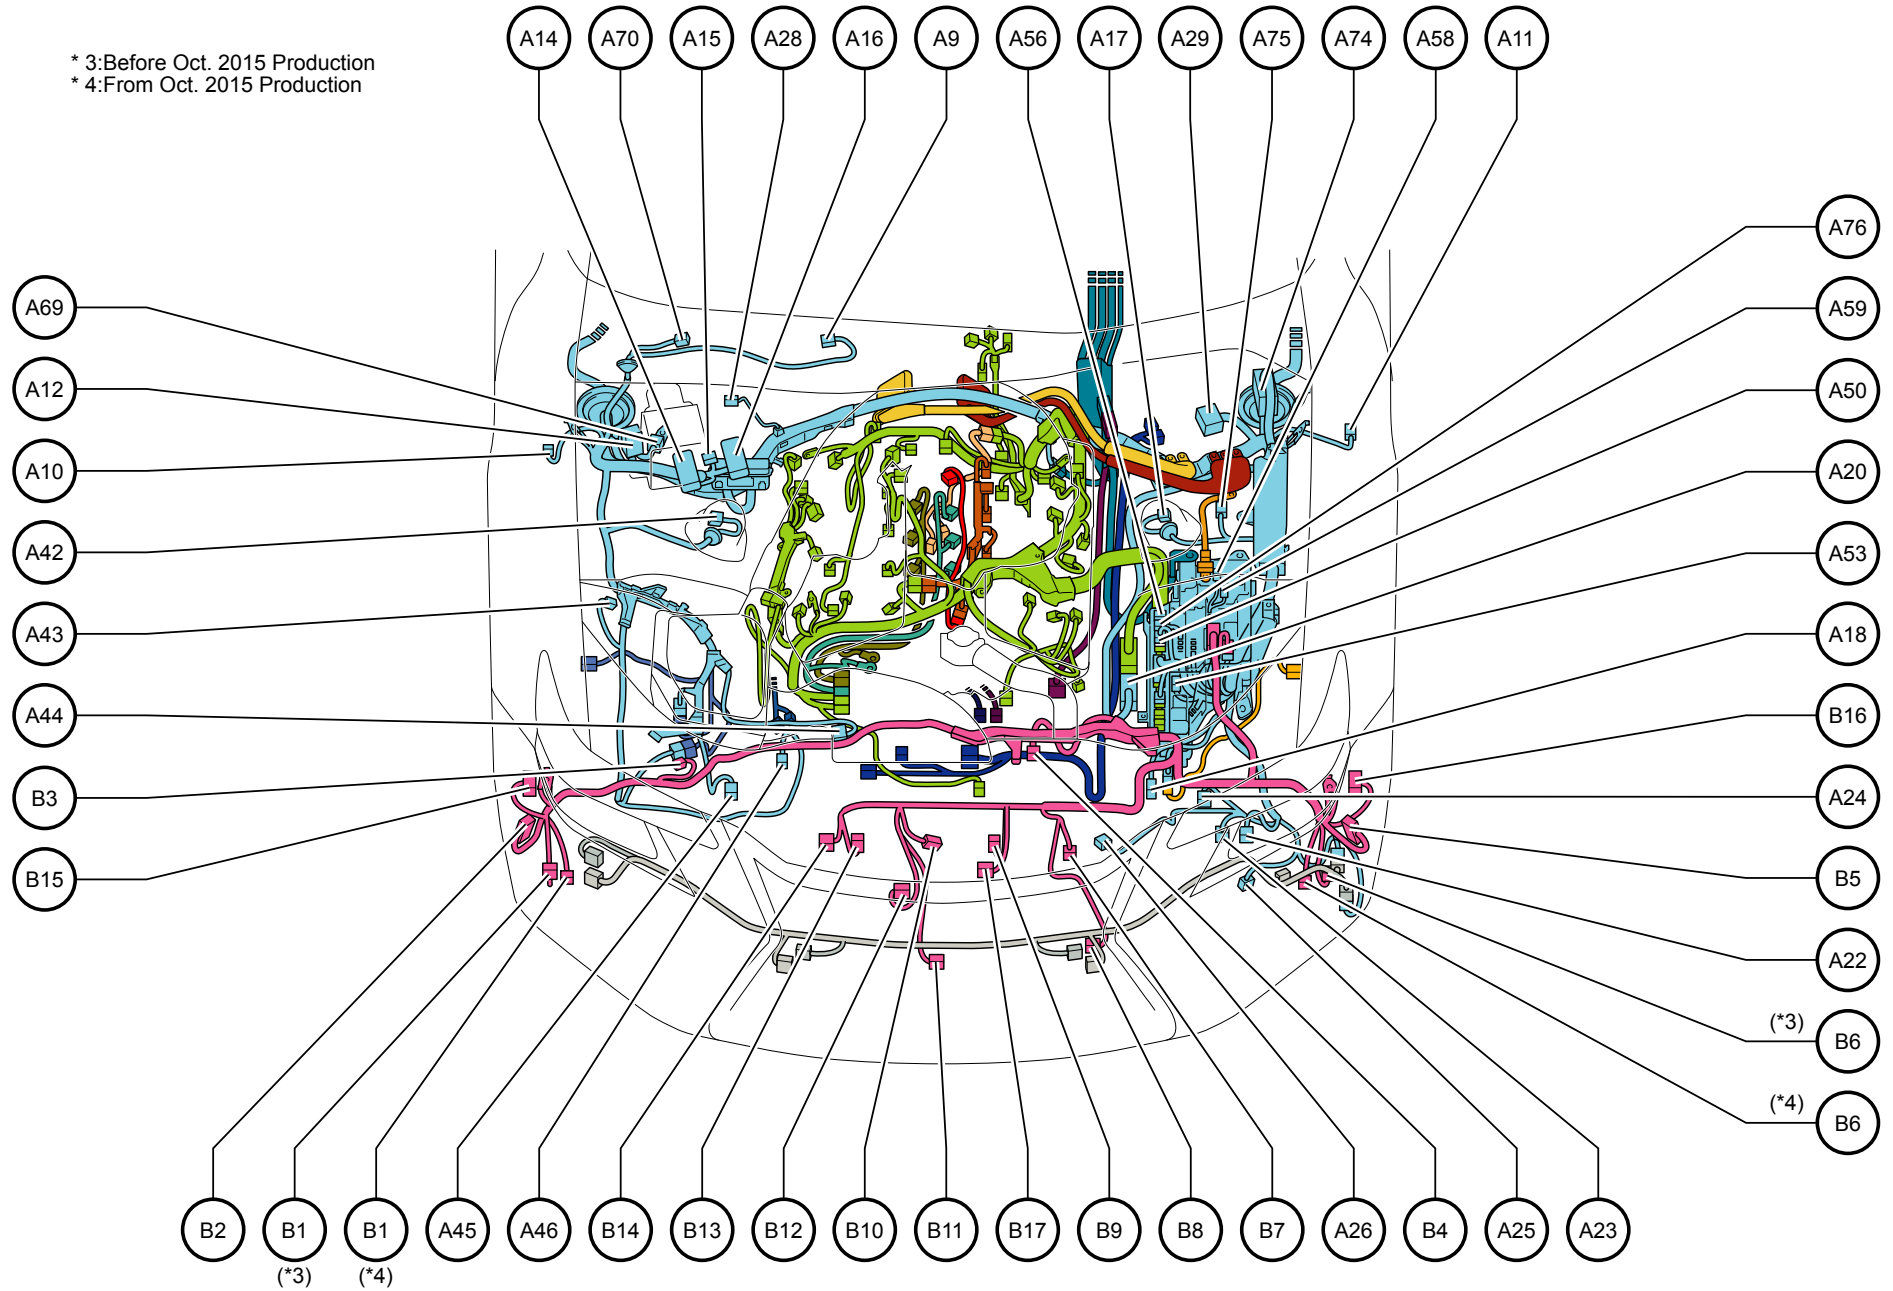 * 3:Before Oct. 2015 Production
* 4:From Oct. 2015 Production
A14 A70 A15 A28 A16 A9 A56 A17 A29 A75 A74 A58 A11
A76
A69
A59
A12
A50
A10
A20
A42
A53
A43
A18
A44
B16
B3
A24
B15
B5
A22
(*3)
B6
(*4)
B6
B2 B1 B1 A45 A46 B14 B13 B12 B10 B11 B17 B9 B8 B7 A26 B4 A25 A23
(*3) (*4)